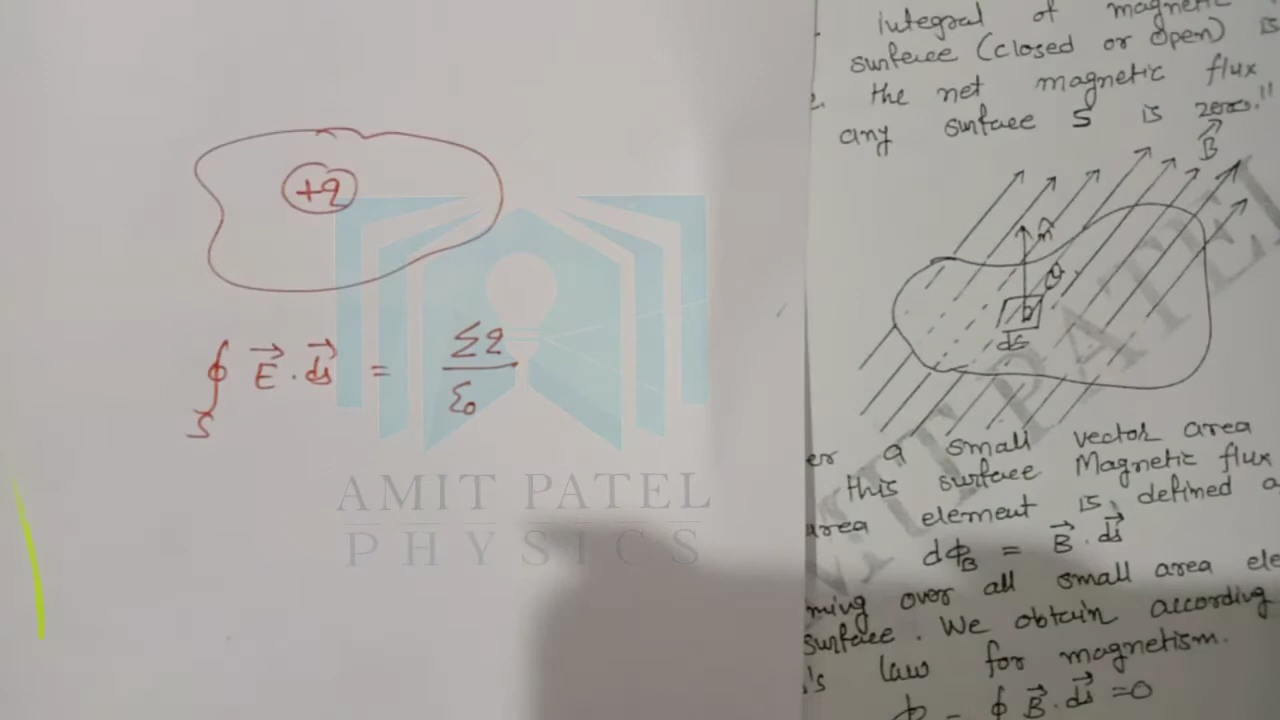 +q
∮ E⃗ . ds⃗ = Σq / ε₀
S
AMIT PATEL
PHYSICS
integral of magnetic
surface (closed or open) is
the net magnetic flux
any surface S is zero."
B⃗
n̂
θ
ds
a small vector area
this surface Magnetic flux
area element is, defined a
dϕ_B = B⃗ . ds⃗
over all small area ele
surface. We obtain according
's law for magnetism.
∮ B⃗ . ds⃗ = 0